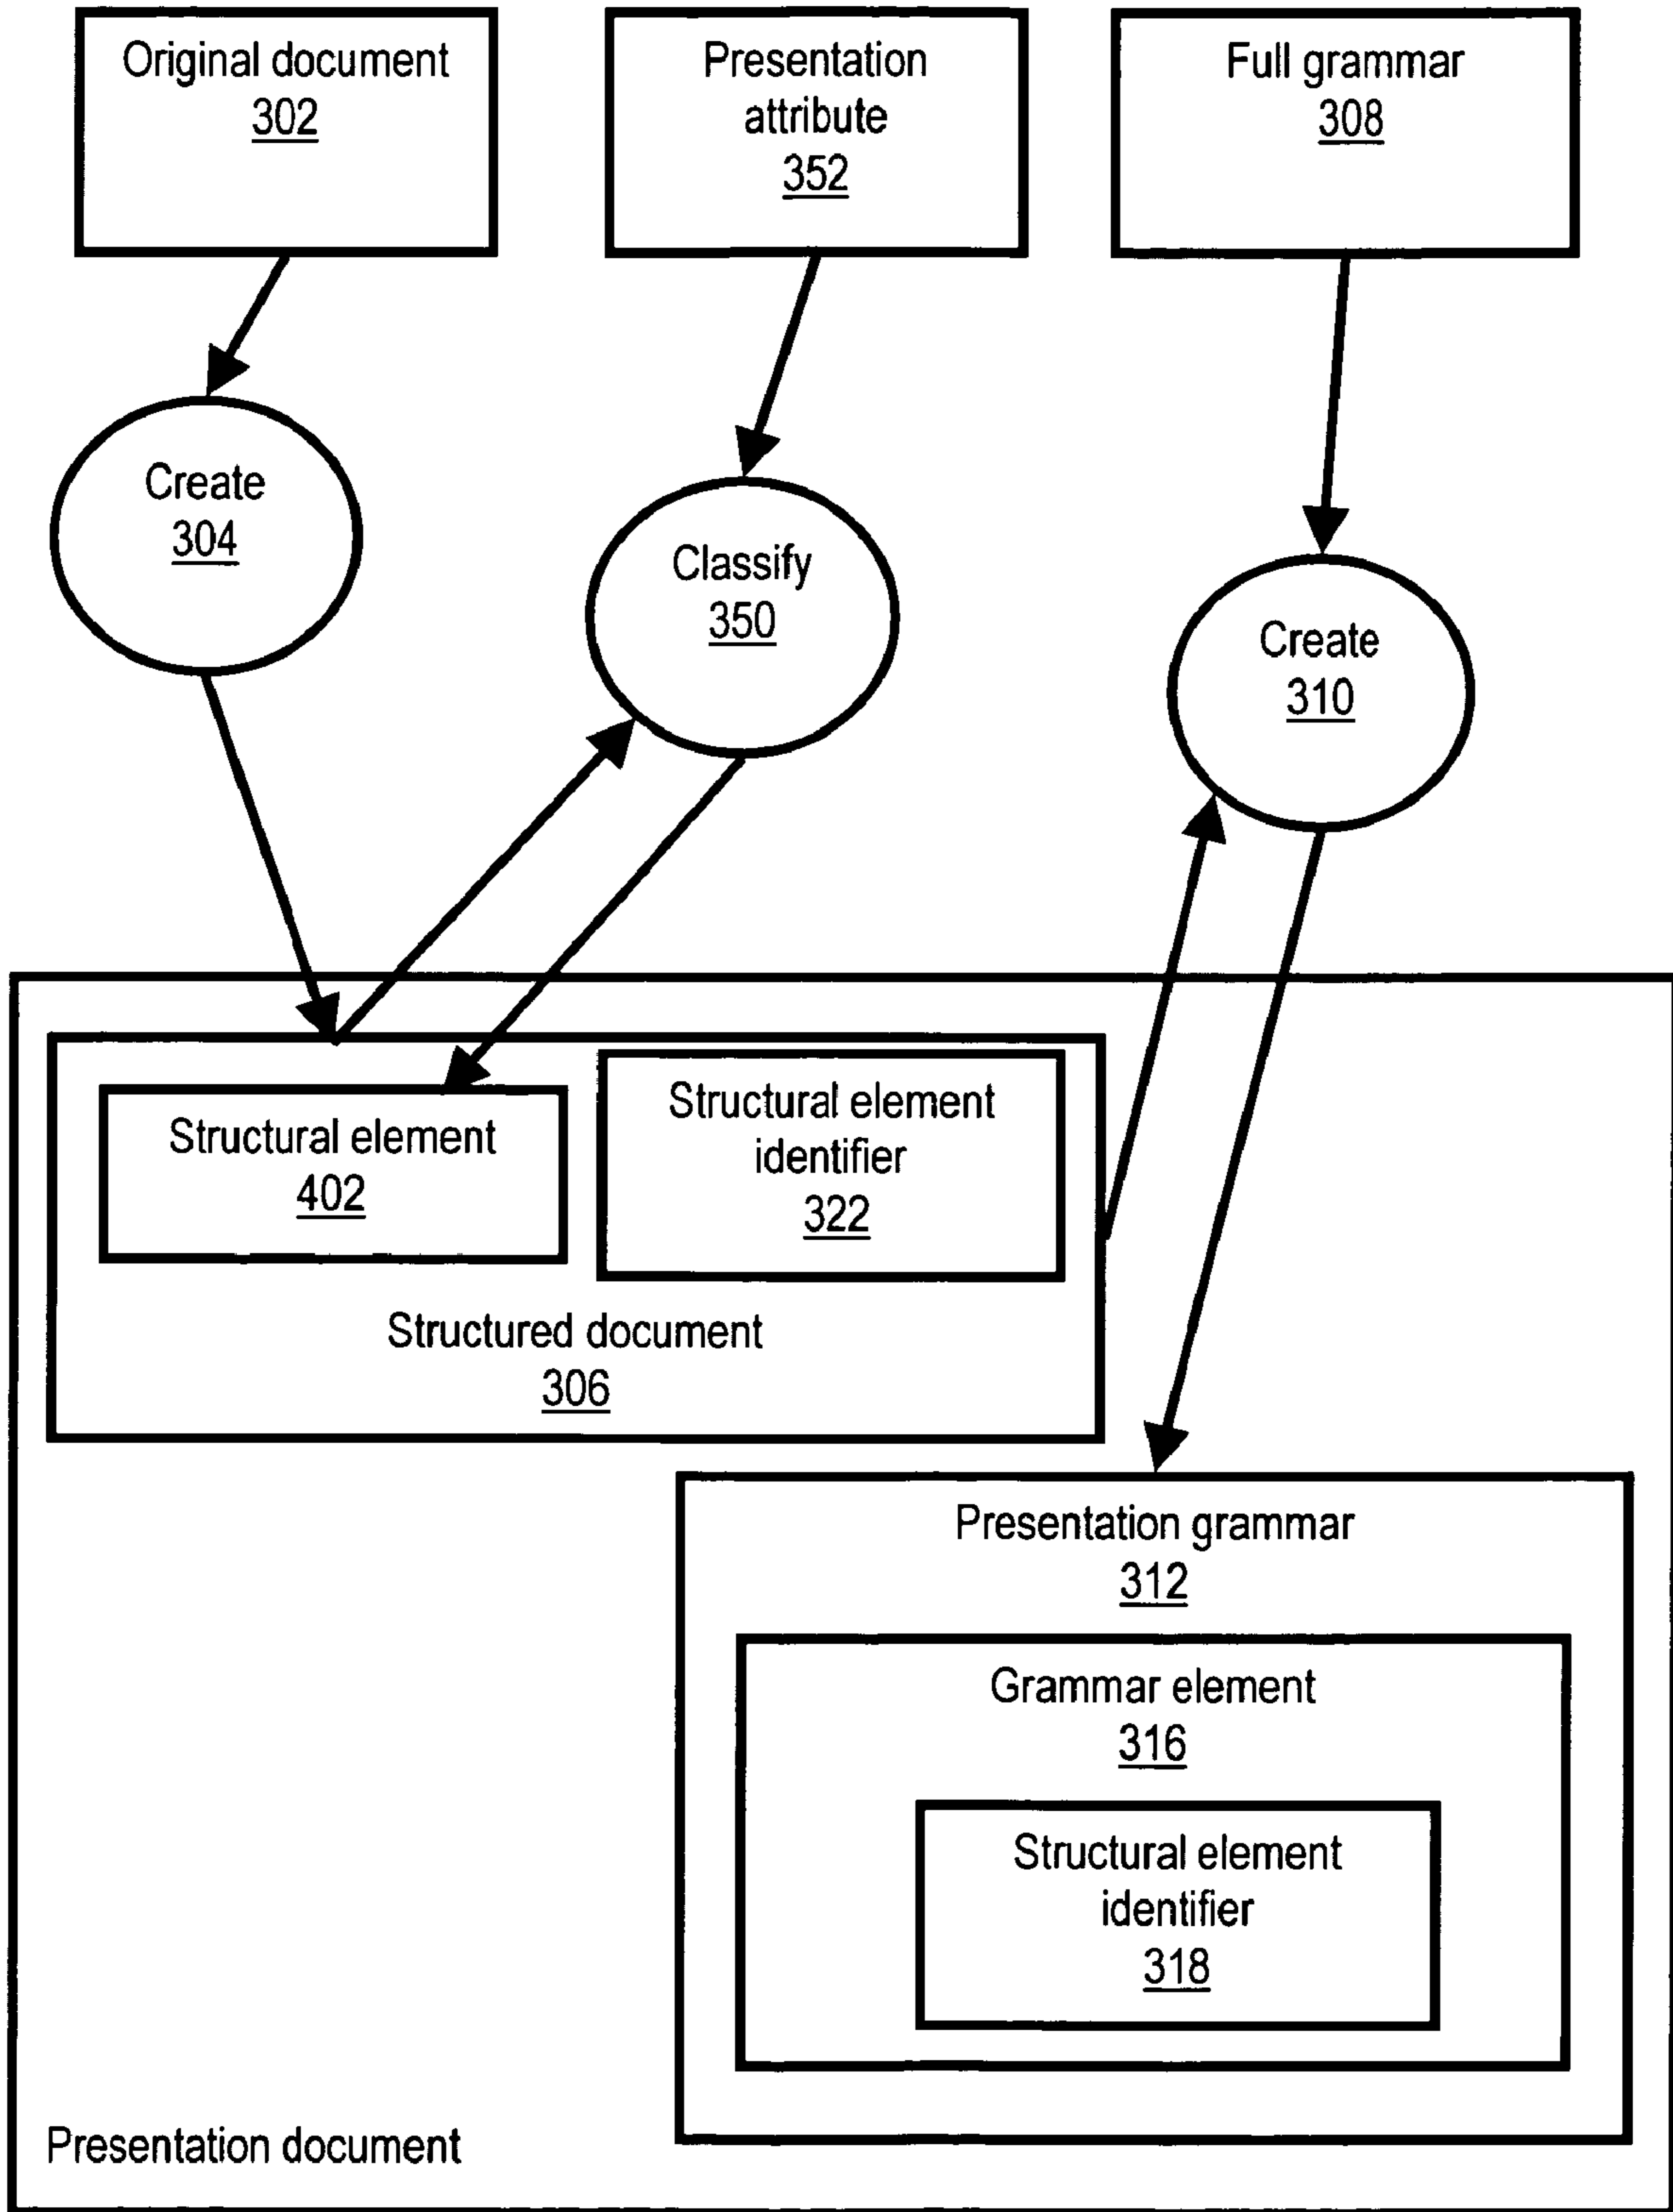 Original document
302
Presentation
attribute
352
Full grammar
308
Create
304
Classify
350
Create
310
Structural element
402
Structural element
identifier
322
Structured document
306
Presentation grammar
312
Grammar element
316
Structural element
identifier
318
Presentation document